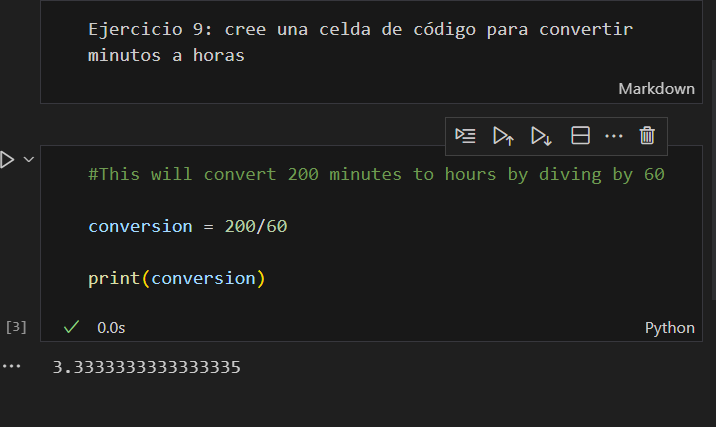 Ejercicio 9: cree una celda de código para convertir
minutos a horas
Markdown
#This will convert 200 minutes to hours by diving by 60
conversion = 200/60
print(conversion)
[3]
0.0s
Python
3.3333333333333335